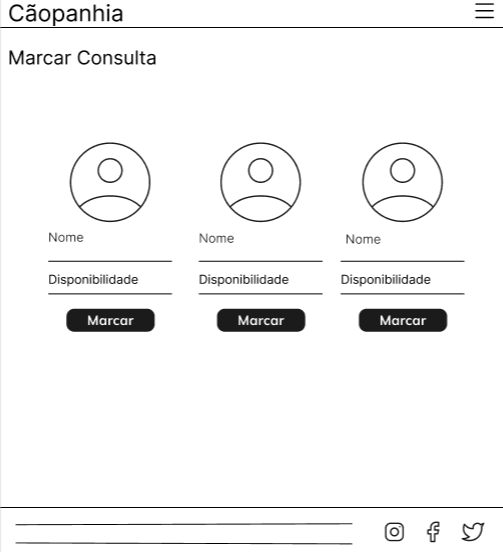 Cãopanhia
Marcar Consulta
Nome
Nome
Nome
Disponibilidade
Disponibilidade
Disponibilidade
Marcar
Marcar
Marcar